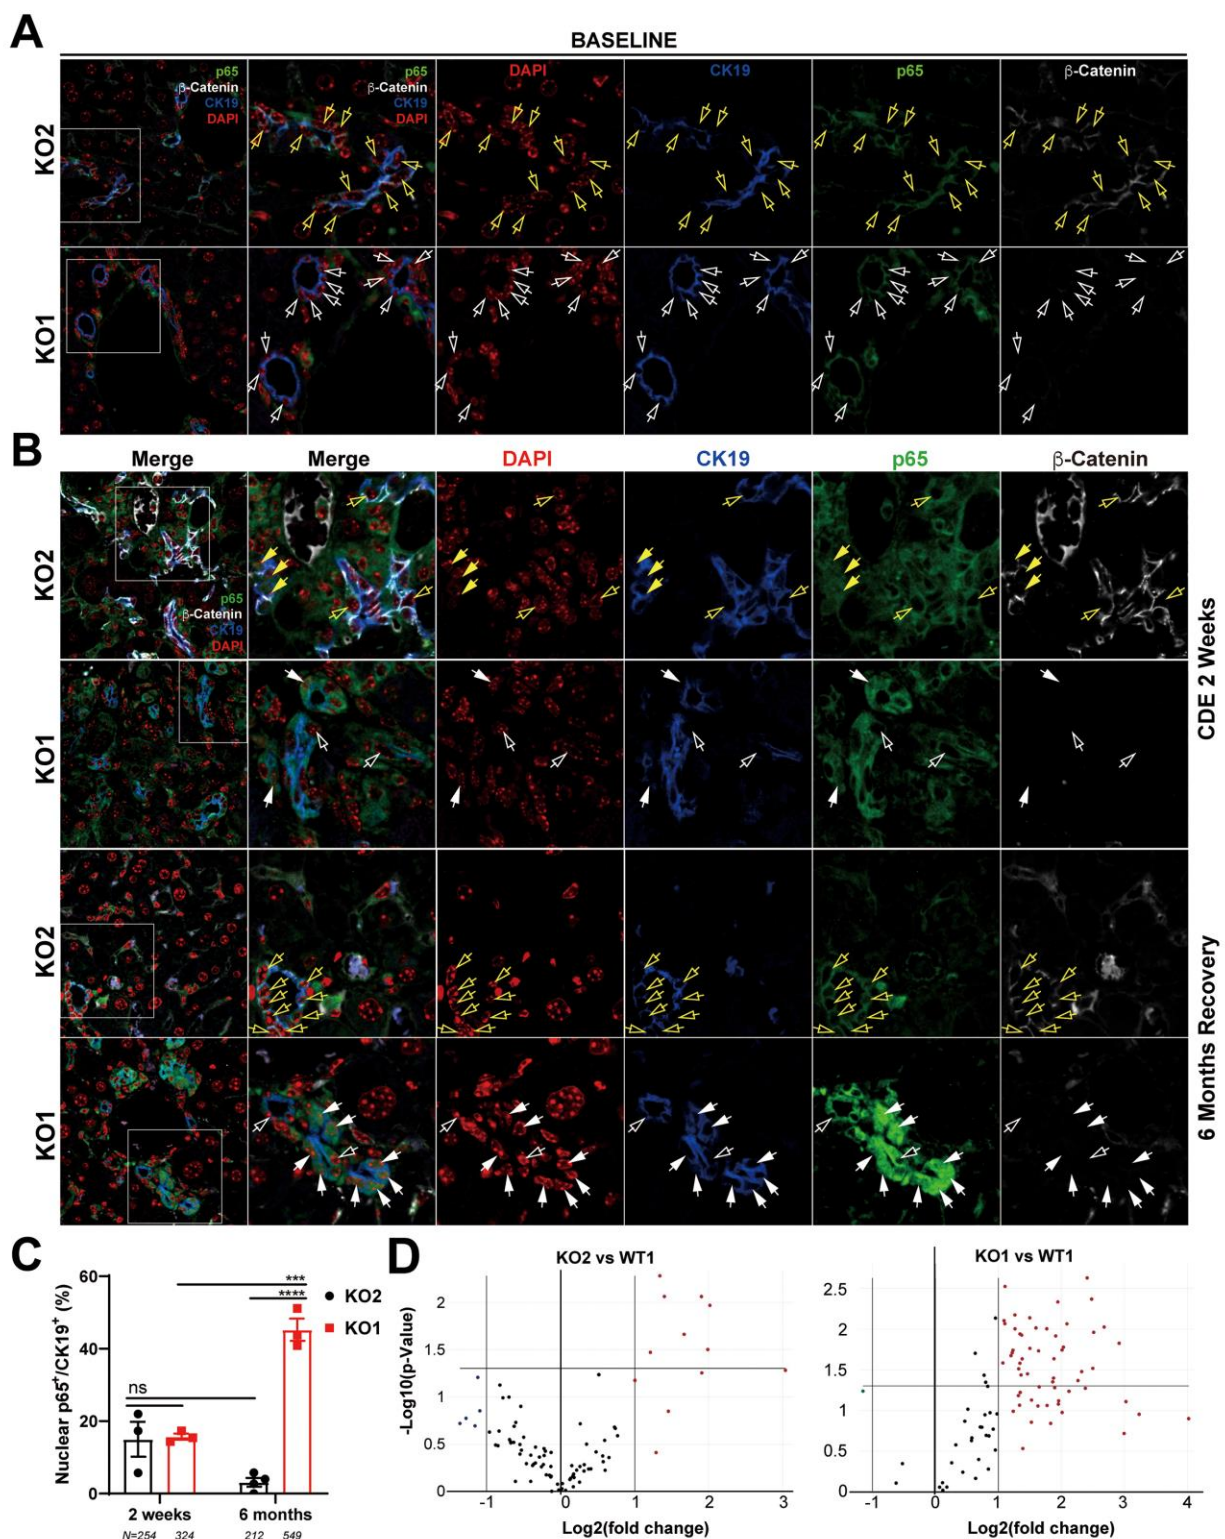 A
BASELINE
p65
β-Catenin
CK19
DAPI
p65
β-Catenin
CK19
DAPI
DAPI
CK19
p65
β-Catenin
KO2
KO1
B
Merge
Merge
DAPI
CK19
p65
β-Catenin
p65
β-Catenin
CK19
DAPI
KO2
KO1
CDE 2 Weeks
KO2
KO1
6 Months Recovery
C
Nuclear p65+/CK19+ (%)
60
40
20
0
ns
***
****
KO2
KO1
2 weeks
6 months
N=254 324 212 549
D
KO2 vs WT1
-Log10(p-Value)
2
1.5
1
0.5
0
-1 0 1 2 3
Log2(fold change)
KO1 vs WT1
2.5
2
1.5
1
0.5
0
-1 0 1 2 3 4
Log2(fold change)